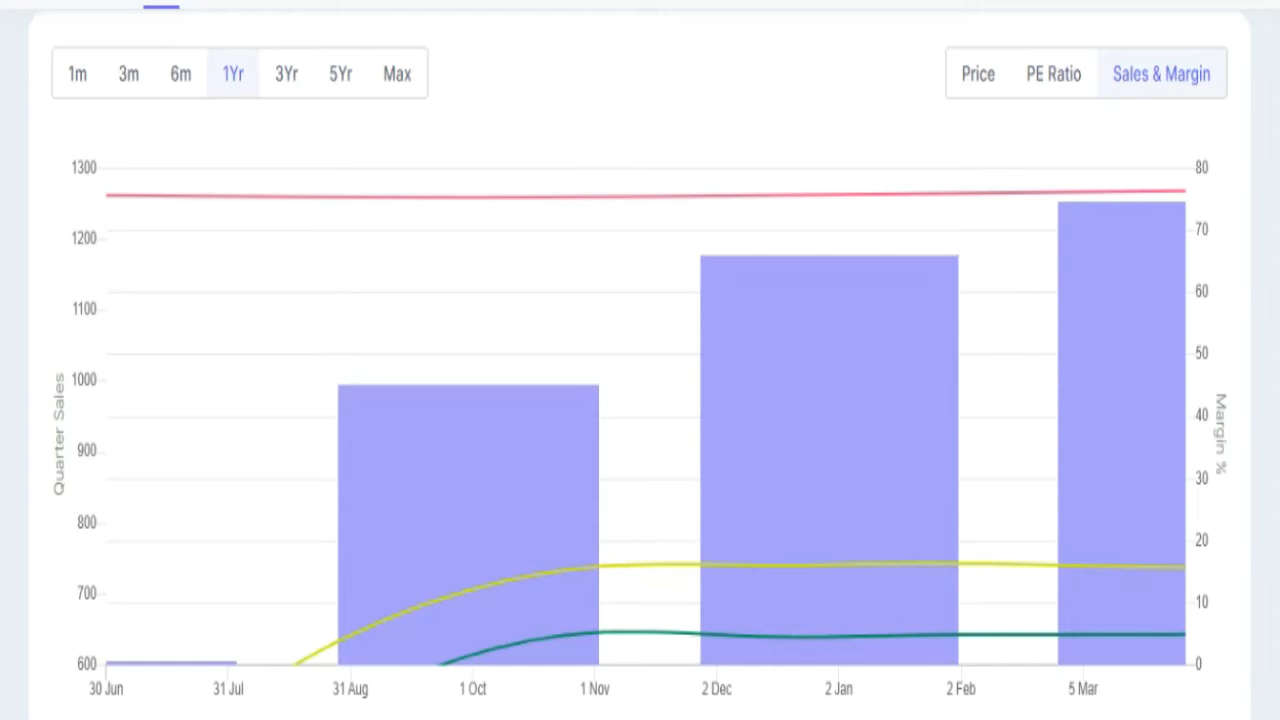 1m 3m 6m 1Yr 3Yr 5Yr Max Price PE Ratio Sales & Margin
1300 80
1200 70
1100 60
1000 50
900 40
800 30
700 20
600 10
0
Quarter Sales
Margin %
30 Jun 31 Jul 31 Aug 1 Oct 1 Nov 2 Dec 2 Jan 2 Feb 5 Mar